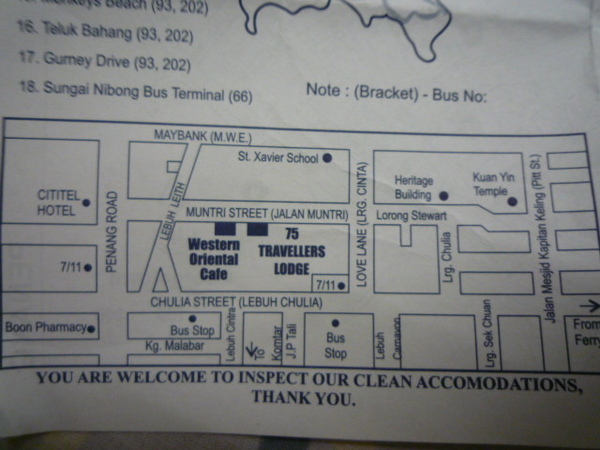 15. Monkeys Beach (93, 202)
16. Teluk Bahang (93, 202)
17. Gurney Drive (93, 202)
18. Sungai Nibong Bus Terminal (66)
Note : (Bracket) - Bus No:
MAYBANK (M.W.E.)
St. Xavier School
CITITEL
HOTEL
PENANG ROAD
LEBUH LEITH
LOVE LANE (LRG. CINTA)
Heritage
Building
Kuan Yin
Temple
Jalan Mesjid Kapitan Keling (Pitt St.)
MUNTRI STREET (JALAN MUNTRI)
Lorong Stewart
Lrg. Chulia
Western
Oriental
Cafe
75
TRAVELLERS
LODGE
7/11
7/11
CHULIA STREET (LEBUH CHULIA)
Boon Pharmacy
Bus Stop
Kg. Malabar
Lebuh Cintra
TO
Komtar
J.P Tali
Bus
Stop
Lebuh
Carnavon
Lrg. Sek Chuan
From
Ferry
YOU ARE WELCOME TO INSPECT OUR CLEAN ACCOMODATIONS,
THANK YOU.